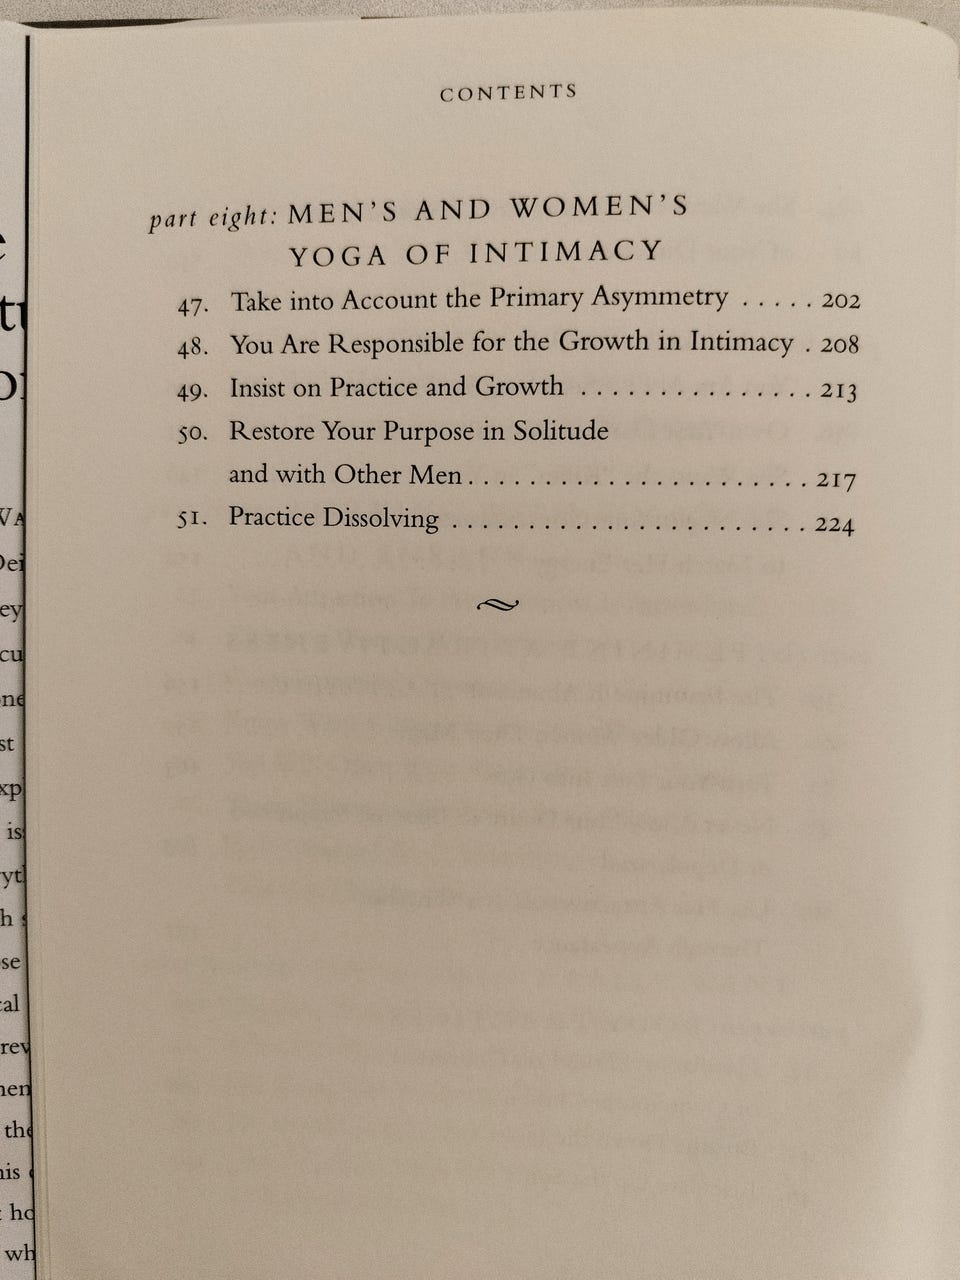 CONTENTS
part eight: MEN'S AND WOMEN'S
YOGA OF INTIMACY
47. Take into Account the Primary Asymmetry ..... 202
48. You Are Responsible for the Growth in Intimacy . 208
49. Insist on Practice and Growth ............... 213
50. Restore Your Purpose in Solitude
and with Other Men ........................ 217
51. Practice Dissolving ........................ 224